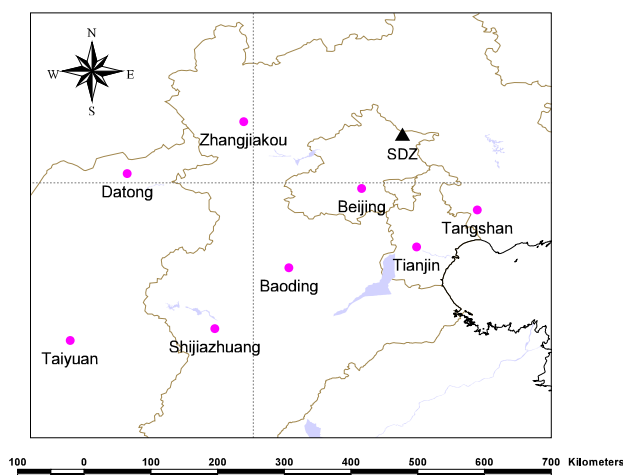 N
W E
S
Zhangjiakou
SDZ
Datong
Beijing
Tangshan
Tianjin
Baoding
Shijiazhuang
Taiyuan
100 0 100 200 300 400 500 600 700 Kilometers